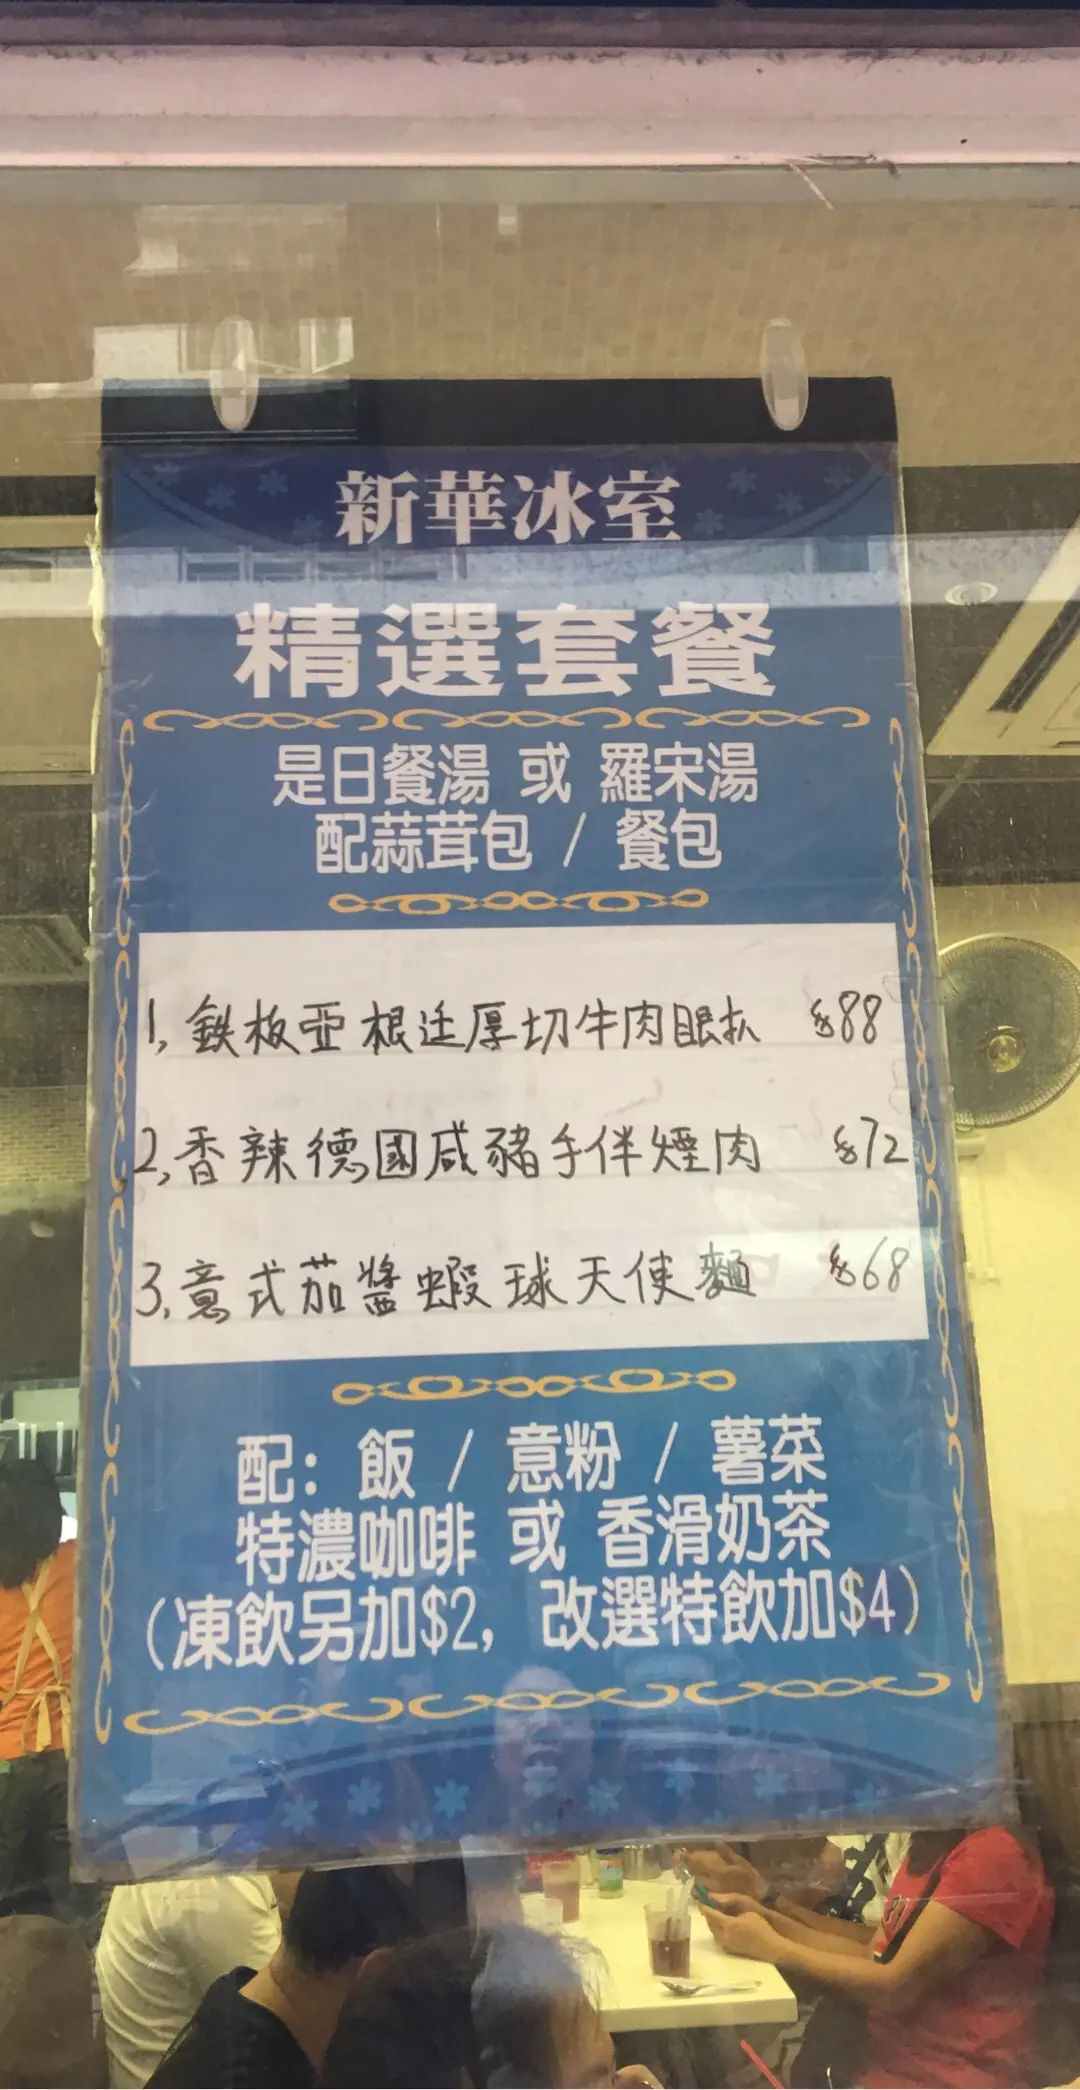 新華冰室
精選套餐
是日餐湯 或 羅宋湯
配蒜茸包 / 餐包
1, 鉄板亞根廷厚切牛肉眼扒 $88
2, 香辣德國咸豬手伴煙肉 $72
3, 意式茄醬蝦球天使麵 $68
配: 飯 / 意粉 / 薯菜
特濃咖啡 或 香滑奶茶
(凍飲另加$2, 改選特飲加$4)